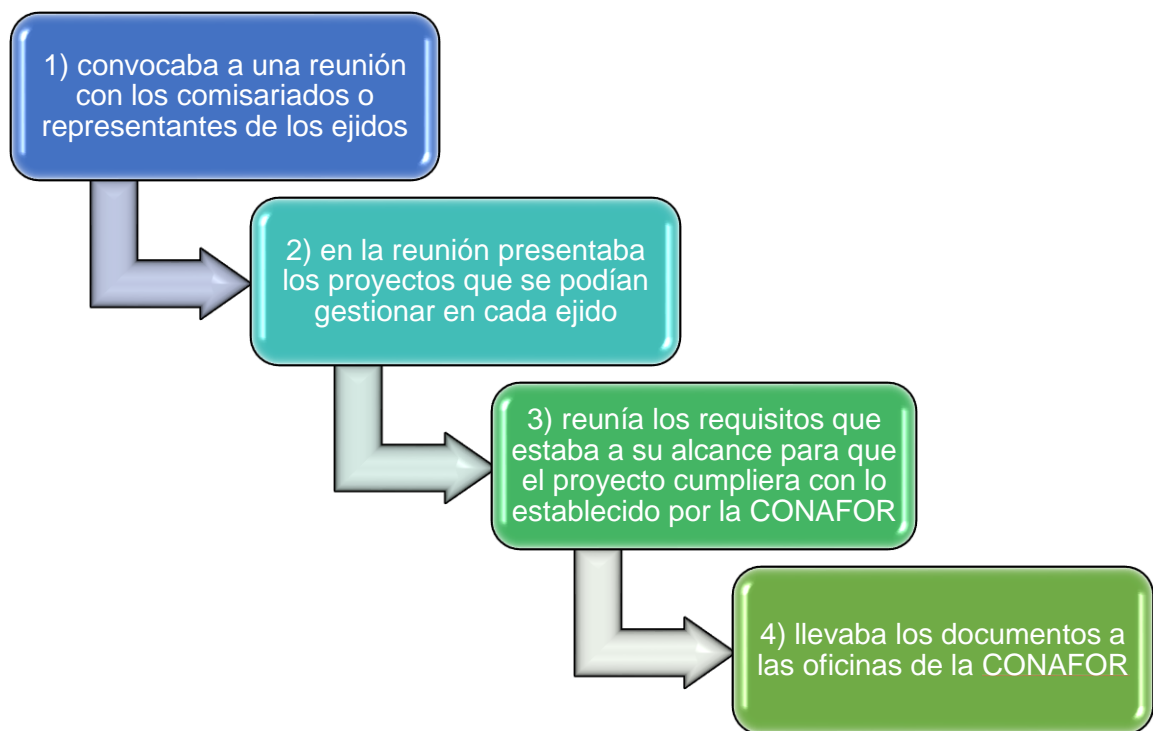 1) convocaba a una reunión
con los comisariados o
representantes de los ejidos
2) en la reunión presentaba
los proyectos que se podían
gestionar en cada ejido
3) reunía los requisitos que
estaba a su alcance para que
el proyecto cumpliera con lo
establecido por la CONAFOR
4) llevaba los documentos a
las oficinas de la CONAFOR